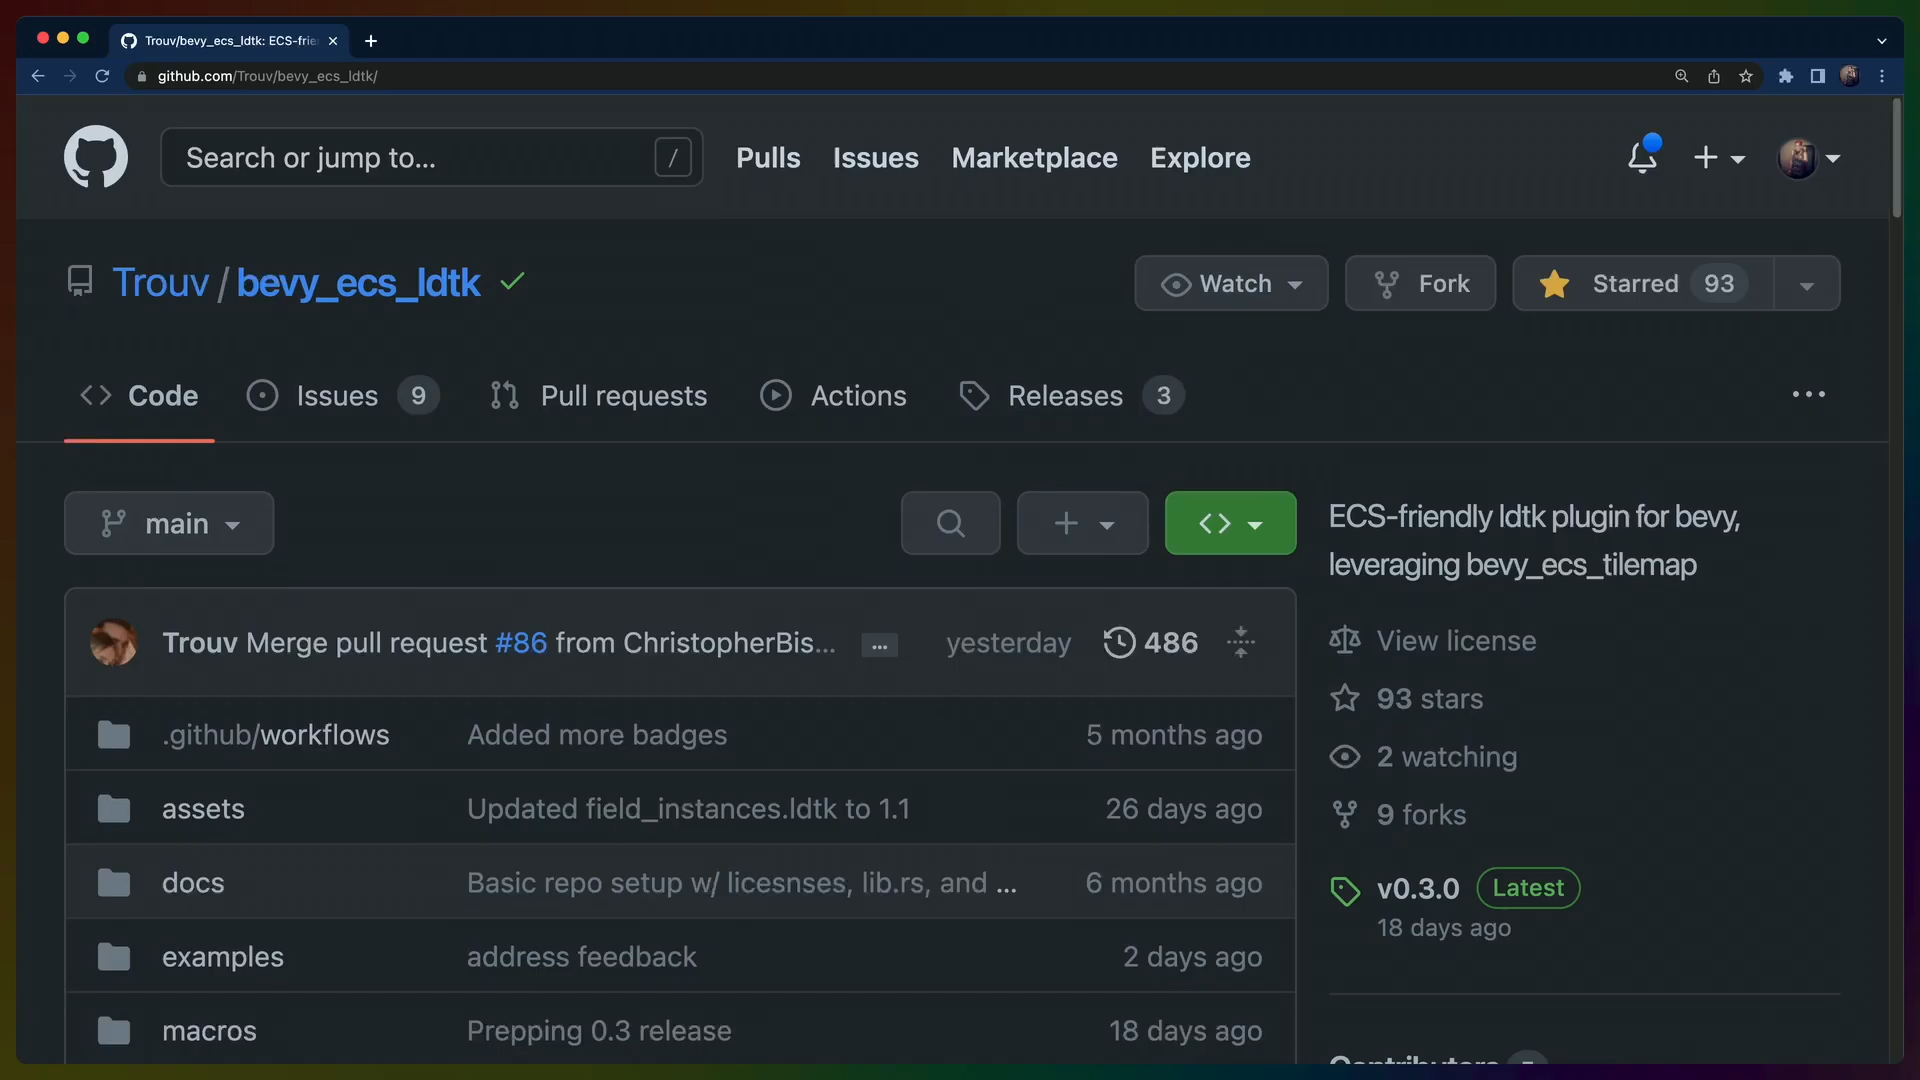 Trouv/bevy_ecs_ldtk: ECS-frie
github.com/Trouv/bevy_ecs_ldtk/
Search or jump to... /
Pulls Issues Marketplace Explore
Trouv / bevy_ecs_ldtk
Watch Fork Starred 93
Code Issues 9 Pull requests Actions Releases 3
main
Trouv Merge pull request #86 from ChristopherBis... ... yesterday 486
.github/workflows Added more badges 5 months ago
assets Updated field_instances.ldtk to 1.1 26 days ago
docs Basic repo setup w/ licesnses, lib.rs, and ... 6 months ago
examples address feedback 2 days ago
macros Prepping 0.3 release 18 days ago
ECS-friendly ldtk plugin for bevy,
leveraging bevy_ecs_tilemap
View license
93 stars
2 watching
9 forks
v0.3.0 Latest
18 days ago
Contributors